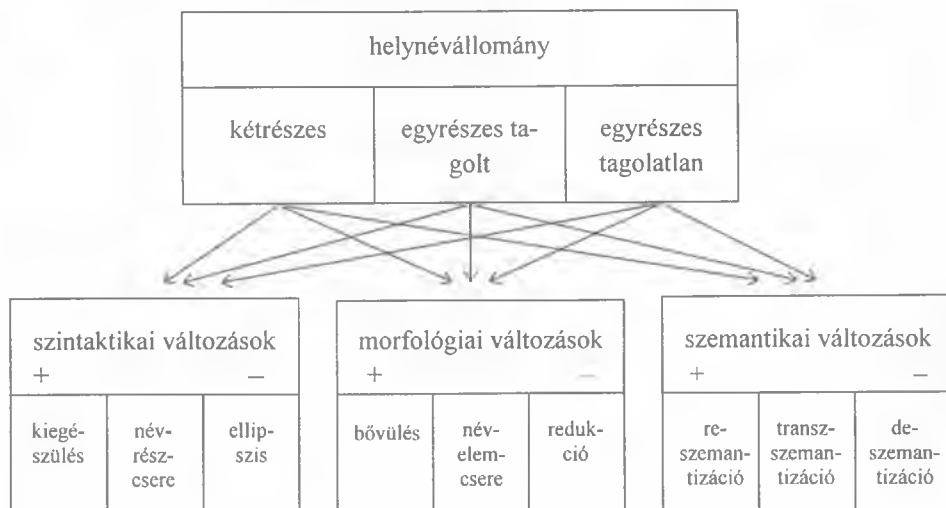 helynévállomány
kétrészes
egyrészes ta-
golt
egyrészes
tagolatlan
szintaktikai változások
+ −
kiegé-
szülés
név-
rész-
csere
ellip-
szis
morfológiai változások
+ −
bővülés
név-
elem-
csere
reduk-
ció
szemantikai változások
+ −
re-
szeman-
tizáció
transz-
szeman-
tizáció
de-
szeman-
tizáció